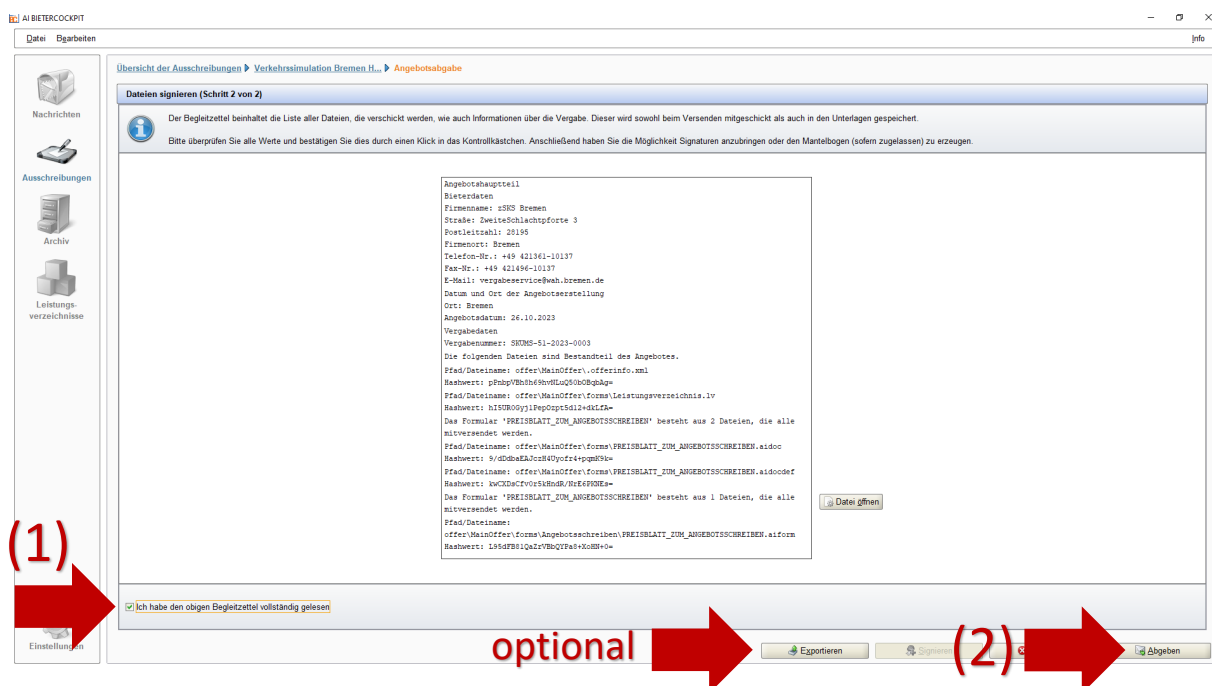 AI BIETERCOCKPIT
Datei Bearbeiten
Info
Nachrichten
Ausschreibungen
Archiv
Leistungs-
verzeichnisse
Einstellungen
Übersicht der Ausschreibungen Verkehrssimulation Bremen H... Angebotsabgabe
Dateien signieren (Schritt 2 von 2)
Der Begleitzettel beinhaltet die Liste aller Dateien, die verschickt werden, wie auch Informationen über die Vergabe. Dieser wird sowohl beim Versenden mitgeschickt als auch in den Unterlagen gespeichert.
Bitte überprüfen Sie alle Werte und bestätigen Sie dies durch einen Klick in das Kontrollkästchen. Anschließend haben Sie die Möglichkeit Signaturen anzubringen oder den Mantelbogen (sofern zugelassen) zu erzeugen.
Angebotshauptteil
Bieterdaten
Firmenname: zSKS Bremen
Straße: ZweiteSchlachtpforte 3
Postleitzahl: 28195
Firmenort: Bremen
Telefon-Nr.: +49 421361-10137
Fax-Nr.: +49 421496-10137
E-Mail: vergabeservice@wah.bremen.de
Datum und Ort der Angebotserstellung
Ort: Bremen
Angebotsdatum: 26.10.2023
Vergabedaten
Vergabenummer: SKUMS-51-2023-0003
Die folgenden Dateien sind Bestandteil des Angebotes.
Pfad/Dateiname: offer\MainOffer\.offerinfo.xml
Hashwert: pPnbpVBh8h69hvNLuQ50bOBqbAg=
Pfad/Dateiname: offer\MainOffer\forms\Leistungsverzeichnis.lv
Hashwert: hI5UR0Gyj1PepOzpt5d12+dkLfA=
Das Formular 'PREISBLATT_ZUM_ANGEBOTSSCHREIBEN' besteht aus 2 Dateien, die alle
mitversendet werden.
Pfad/Dateiname: offer\MainOffer\forms\PREISBLATT_ZUM_ANGEBOTSSCHREIBEN.aidoc
Hashwert: 9/dDdbaEAJczH4Uyofr4+pqmK9k=
Pfad/Dateiname: offer\MainOffer\forms\PREISBLATT_ZUM_ANGEBOTSSCHREIBEN.aidocdef
Hashwert: kwCXDsCfV0r5kHndR/NrE6PKNEs=
Das Formular 'PREISBLATT_ZUM_ANGEBOTSSCHREIBEN' besteht aus 1 Dateien, die alle
mitversendet werden.
Pfad/Dateiname:
offer\MainOffer\forms\Angebotsschreiben\PREISBLATT_ZUM_ANGEBOTSSCHREIBEN.aiform
Hashwert: L95dFB81QaZrVBbQYPa8+XoHN+0=
Datei öffnen
(1)
Ich habe den obigen Begleitzettel vollständig gelesen
optional
Exportieren
Signieren
(2)
Abgeben